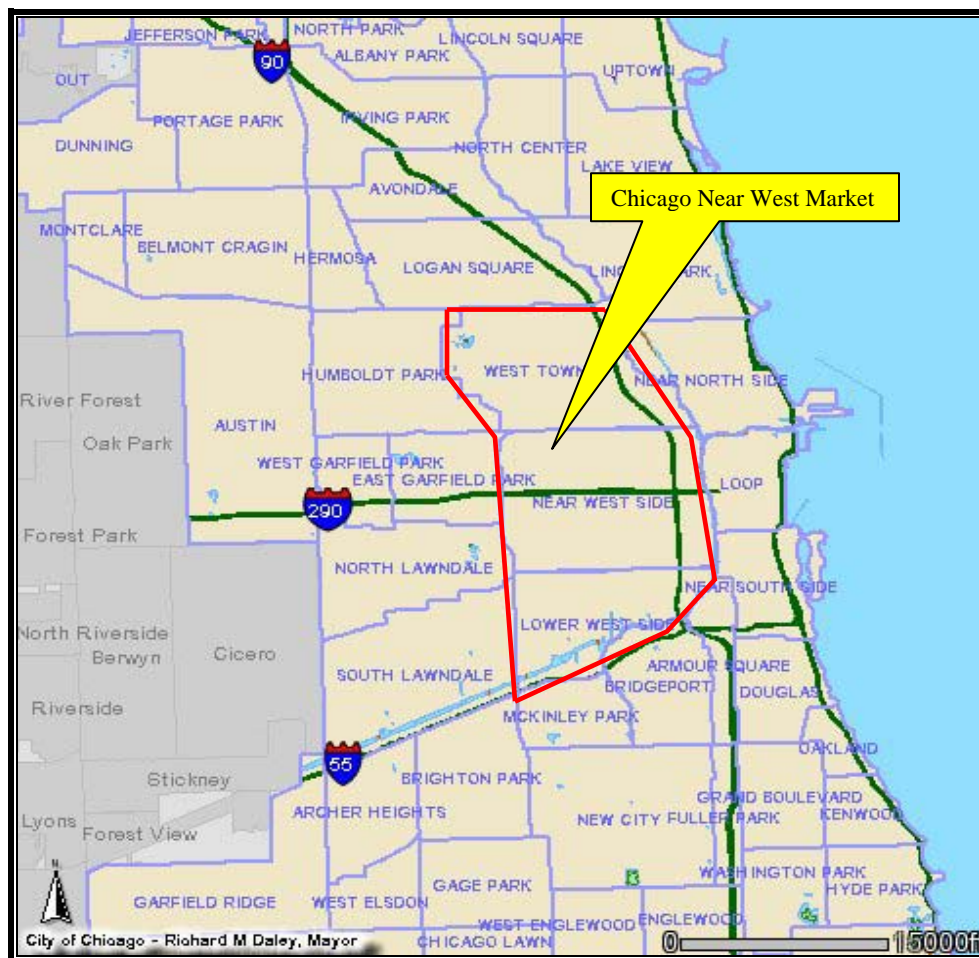 JEFFERSON PARK
NORTH PARK
LINCOLN SQUARE
90
ALBANY PARK
UPTOWN
OUT
PORTAGE PARK
IRVING PARK
DUNNING
NORTH CENTER
LAKE VIEW
AVONDALE
Chicago Near West Market
MONTCLARE
BELMONT CRAGIN
HERMOSA
LOGAN SQUARE
LINCOLN PARK
WEST TOWN
HUMBOLDT PARK
NEAR NORTH SIDE
River Forest
AUSTIN
Oak Park
WEST GARFIELD PARK
EAST GARFIELD PARK
LOOP
290
NEAR WEST SIDE
Forest Park
NORTH LAWNDALE
NEAR SOUTH SIDE
LOWER WEST SIDE
North Riverside
Berwyn
Cicero
SOUTH LAWNDALE
ARMOUR SQUARE
BRIDGEPORT
DOUGLAS
Riverside
MCKINLEY PARK
OAKLAND
55
Stickney
BRIGHTON PARK
GRAND BOULEVARD
ARCHER HEIGHTS
KENWOOD
Lyons
Forest View
NEW CITY
FULLER PARK
N
WASHINGTON PARK
GAGE PARK
HYDE PARK
GARFIELD RIDGE
WEST ELSDON
WEST ENGLEWOOD
ENGLEWOOD
City of Chicago - Richard M Daley, Mayor
CHICAGO LAWN
0
15000f